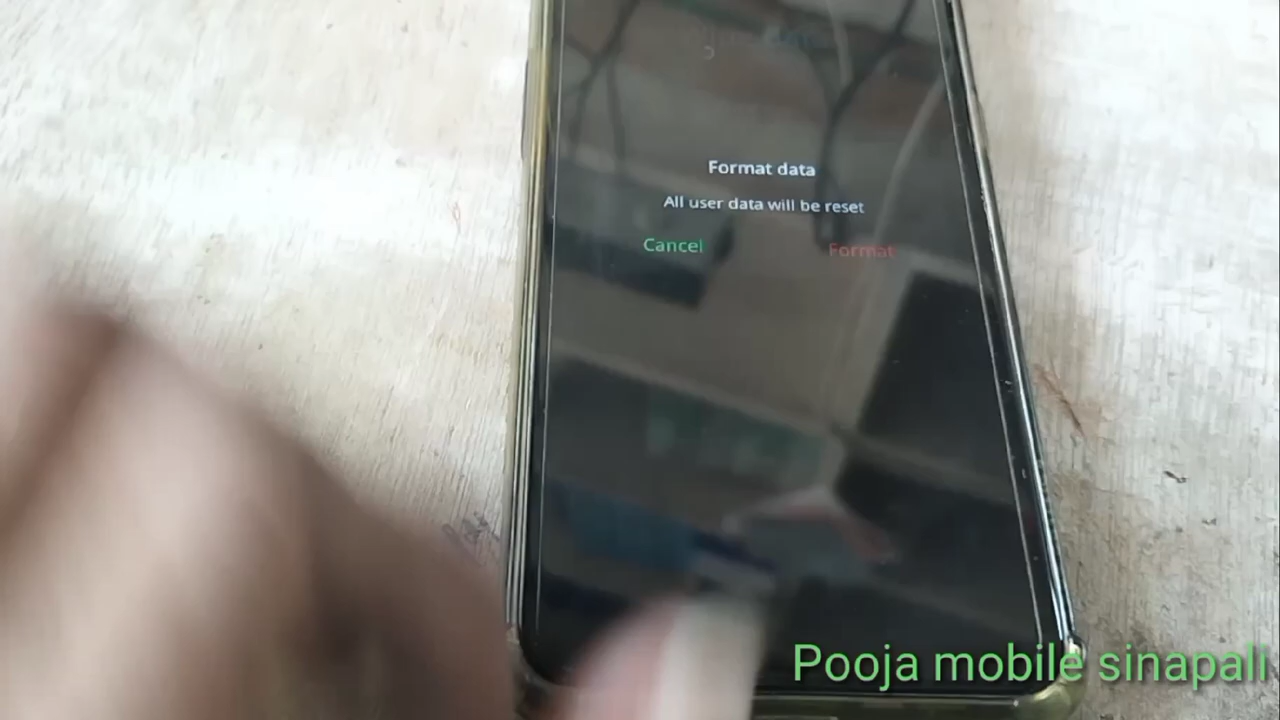 Format data
All user data will be reset
Cancel
Format
Pooja mobile sinapali